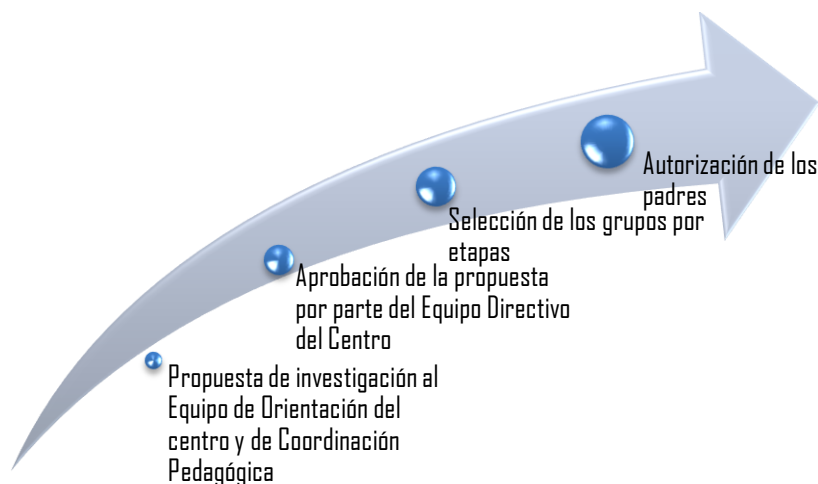 Autorización de los
padres
Selección de los grupos por
etapas
Aprobación de la propuesta
por parte del Equipo Directivo
del Centro
Propuesta de investigación al
Equipo de Orientación del
centro y de Coordinación
Pedagógica